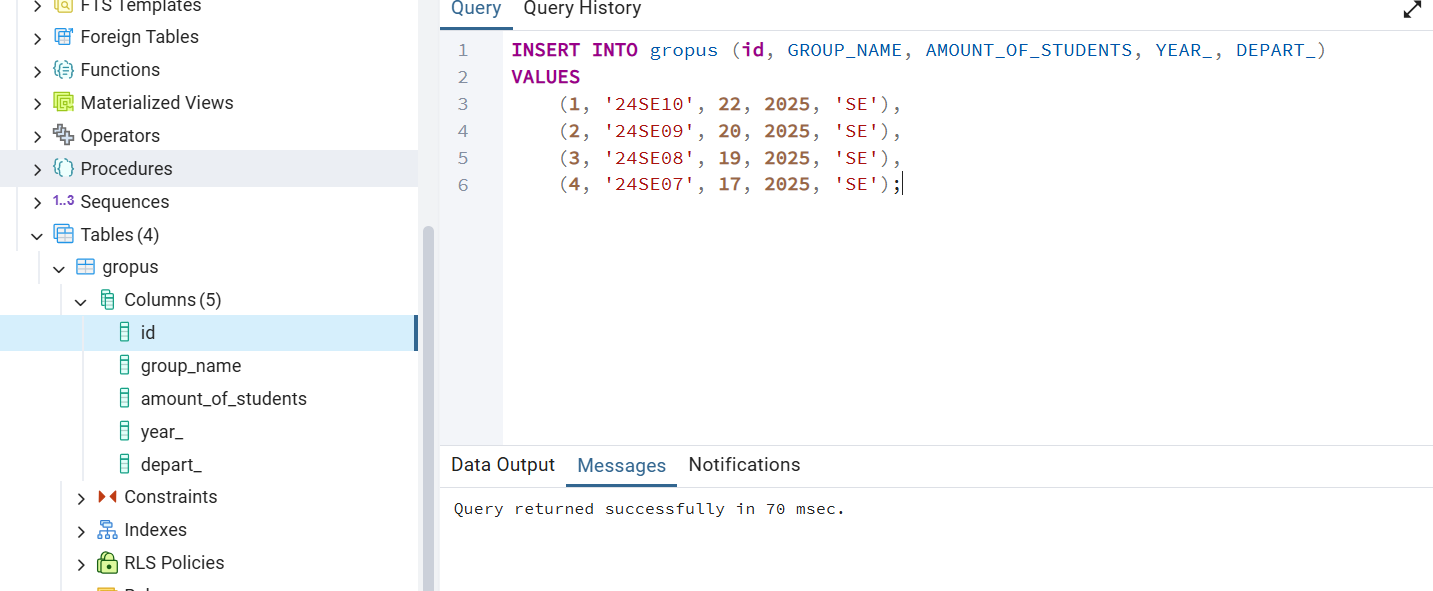 FTS Templates
Foreign Tables
Functions
Materialized Views
Operators
Procedures
1..3 Sequences
Tables (4)
gropus
Columns (5)
id
group_name
amount_of_students
year_
depart_
Constraints
Indexes
RLS Policies
Query Query History
1 INSERT INTO gropus (id, GROUP_NAME, AMOUNT_OF_STUDENTS, YEAR_, DEPART_)
2 VALUES
3 (1, '24SE10', 22, 2025, 'SE'),
4 (2, '24SE09', 20, 2025, 'SE'),
5 (3, '24SE08', 19, 2025, 'SE'),
6 (4, '24SE07', 17, 2025, 'SE');
Data Output Messages Notifications
Query returned successfully in 70 msec.